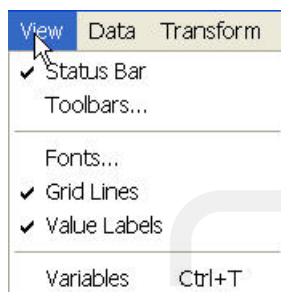 View Data Transform
✓ Status Bar
Toolbars...
Fonts...
✓ Grid Lines
✓ Value Labels
Variables Ctrl+T